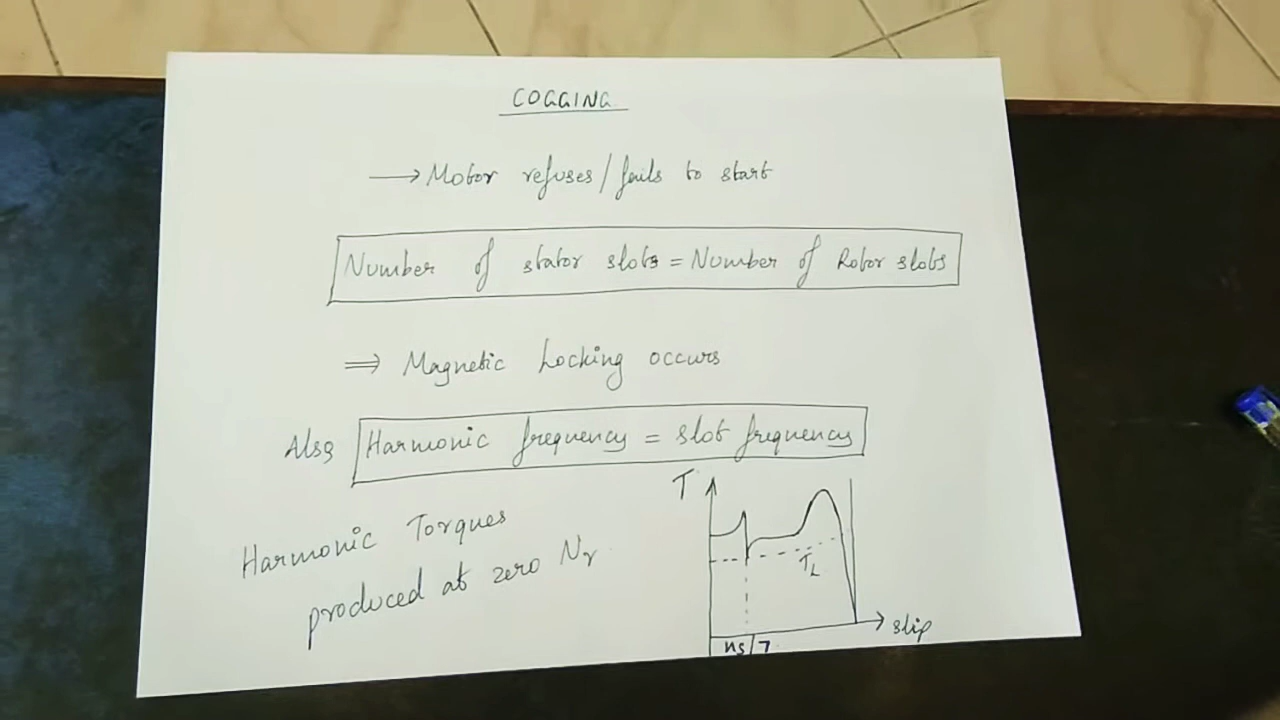 COGGING
→ Motor refuses/fails to start
Number of stator slots = Number of Rotor slots
⇒ Magnetic Locking occurs
Also Harmonic frequency = slot frequency
Harmonic Torques
produced at zero Nr
T
TL
slip
ns/7